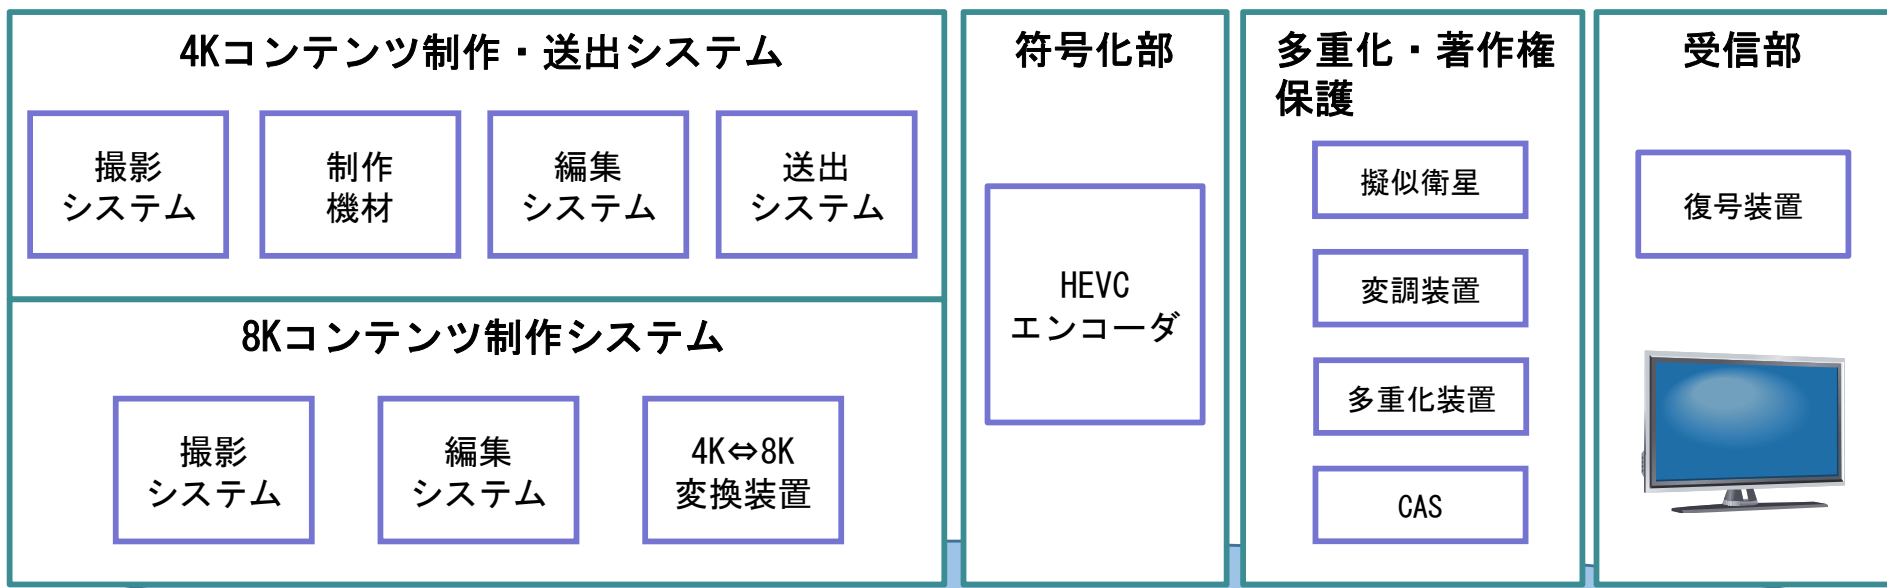 4Kコンテンツ制作・送出システム
撮影
システム
制作
機材
編集
システム
送出
システム
8Kコンテンツ制作システム
撮影
システム
編集
システム
4K⇔8K
変換装置
符号化部
HEVC
エンコーダ
多重化・著作権
保護
擬似衛星
変調装置
多重化装置
CAS
受信部
復号装置